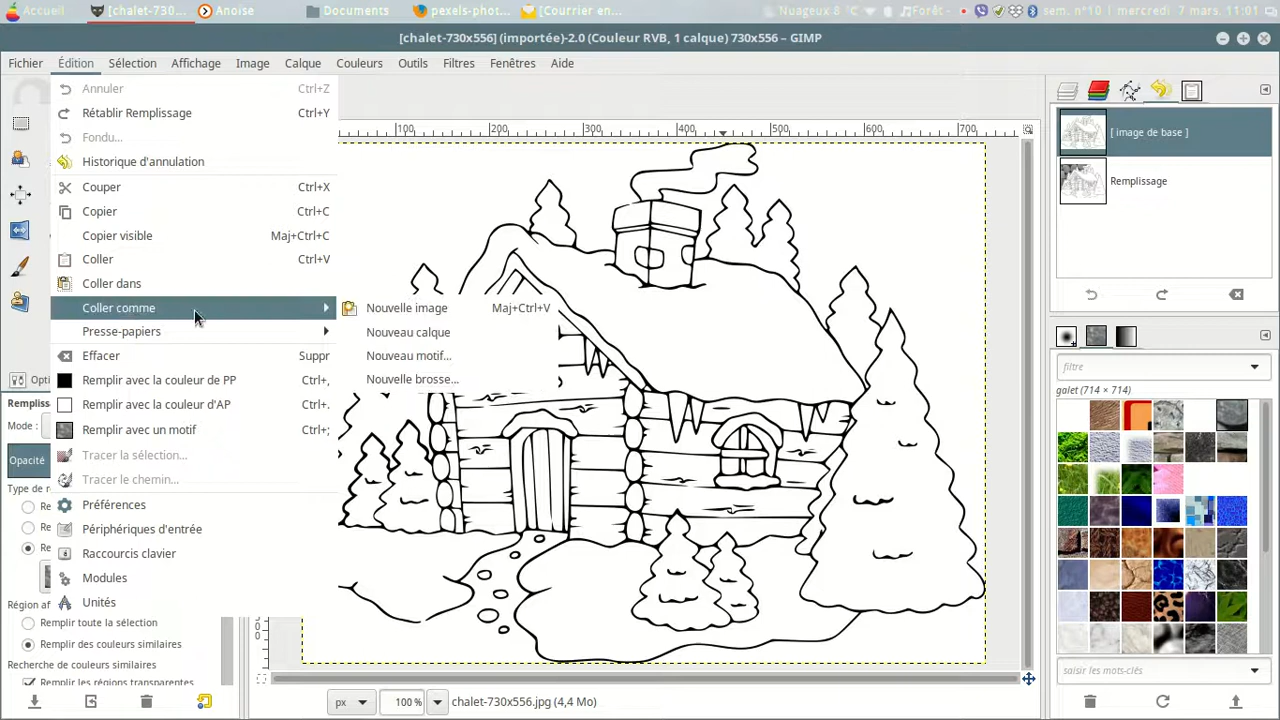 Accueil [chalet-730... Anoise Documents pexels-phot... [Courrier en... Nuageux 8 °C Forêt sem. n°10 | mercredi 7 mars. 11:01
[chalet-730x556] (importée)-2.0 (Couleur RVB, 1 calque) 730x556 – GIMP
Fichier Édition Sélection Affichage Image Calque Couleurs Outils Filtres Fenêtres Aide
Annuler Ctrl+Z
Rétablir Remplissage Ctrl+Y
Fondu...
Historique d'annulation
Couper Ctrl+X
Copier Ctrl+C
Copier visible Maj+Ctrl+C
Coller Ctrl+V
Coller dans
Coller comme
Presse-papiers
Effacer Suppr
Remplir avec la couleur de PP Ctrl+,
Remplir avec la couleur d'AP Ctrl+.
Remplir avec un motif Ctrl+;
Tracer la sélection...
Tracer le chemin...
Préférences
Périphériques d'entrée
Raccourcis clavier
Modules
Unités
Nouvelle image Maj+Ctrl+V
Nouveau calque
Nouveau motif...
Nouvelle brosse...
100 200 300 400 500 600 700
Opti
Rempliss
Mode :
Opacité
Type de r
Re
Re
Re
Région af
Remplir toute la sélection
Remplir des couleurs similaires
Recherche de couleurs similaires
Remplir les régions transparentes
px 100 % chalet-730x556.jpg (4,4 Mo)
[ image de base ]
Remplissage
filtre
galet (714 × 714)
saisir les mots-clés